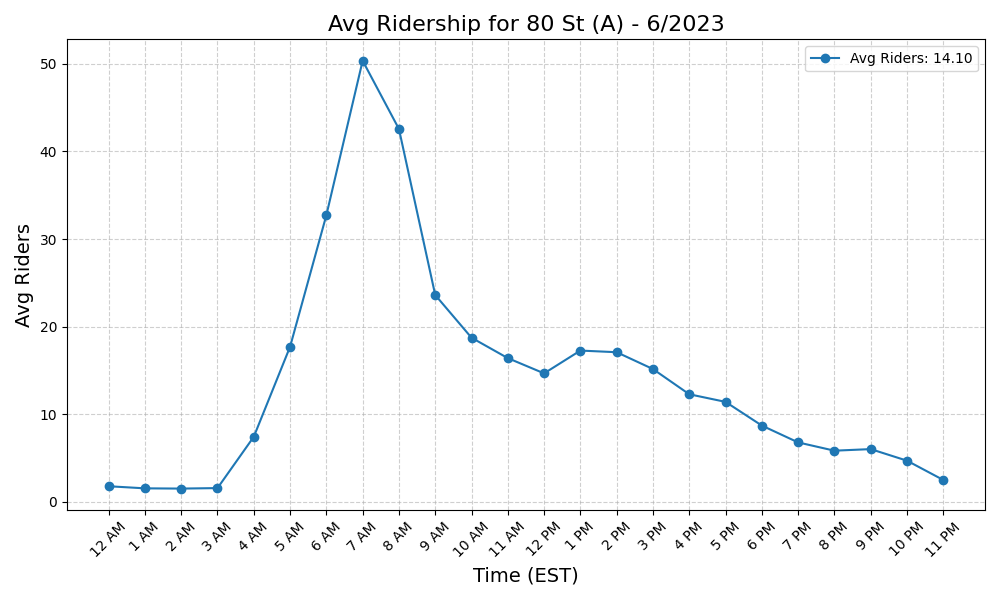 Avg Ridership for 80 St (A) - 6/2023
Avg Riders: 14.10
Avg Riders
50
40
30
20
10
0
12 AM
1 AM
2 AM
3 AM
4 AM
5 AM
6 AM
7 AM
8 AM
9 AM
10 AM
11 AM
12 PM
1 PM
2 PM
3 PM
4 PM
5 PM
6 PM
7 PM
8 PM
9 PM
10 PM
11 PM
Time (EST)